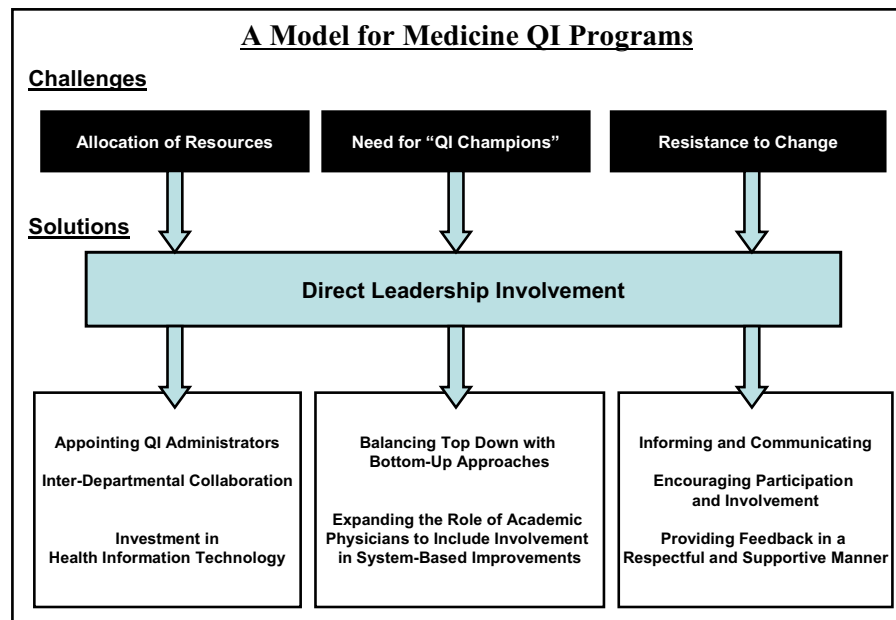 A Model for Medicine QI Programs
Challenges
Allocation of Resources
Need for “QI Champions”
Resistance to Change
Solutions
Direct Leadership Involvement
Appointing QI Administrators
Inter-Departmental Collaboration
Investment in
Health Information Technology
Balancing Top Down with
Bottom-Up Approaches
Expanding the Role of Academic
Physicians to Include Involvement
in System-Based Improvements
Informing and Communicating
Encouraging Participation
and Involvement
Providing Feedback in a
Respectful and Supportive Manner